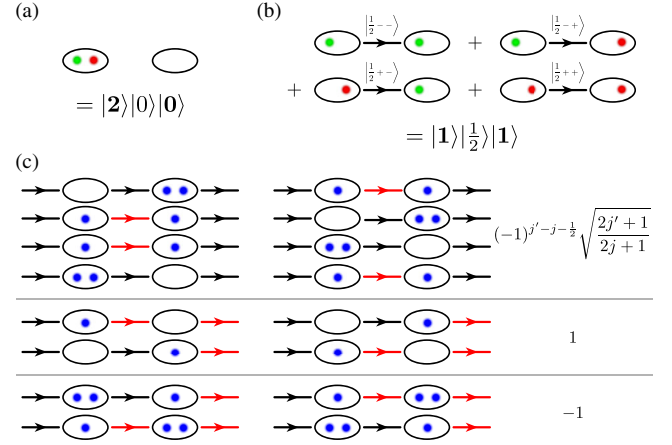 (a)
= |𝟐⟩|0⟩|𝟎⟩
(b)
|½ − −⟩ + |½ − +⟩
+ |½ + −⟩ + |½ + +⟩
= |𝟏⟩|½⟩|𝟏⟩
(c)
(−1)^{j′−j−½} √((2j′ + 1)/(2j + 1))
1
−1